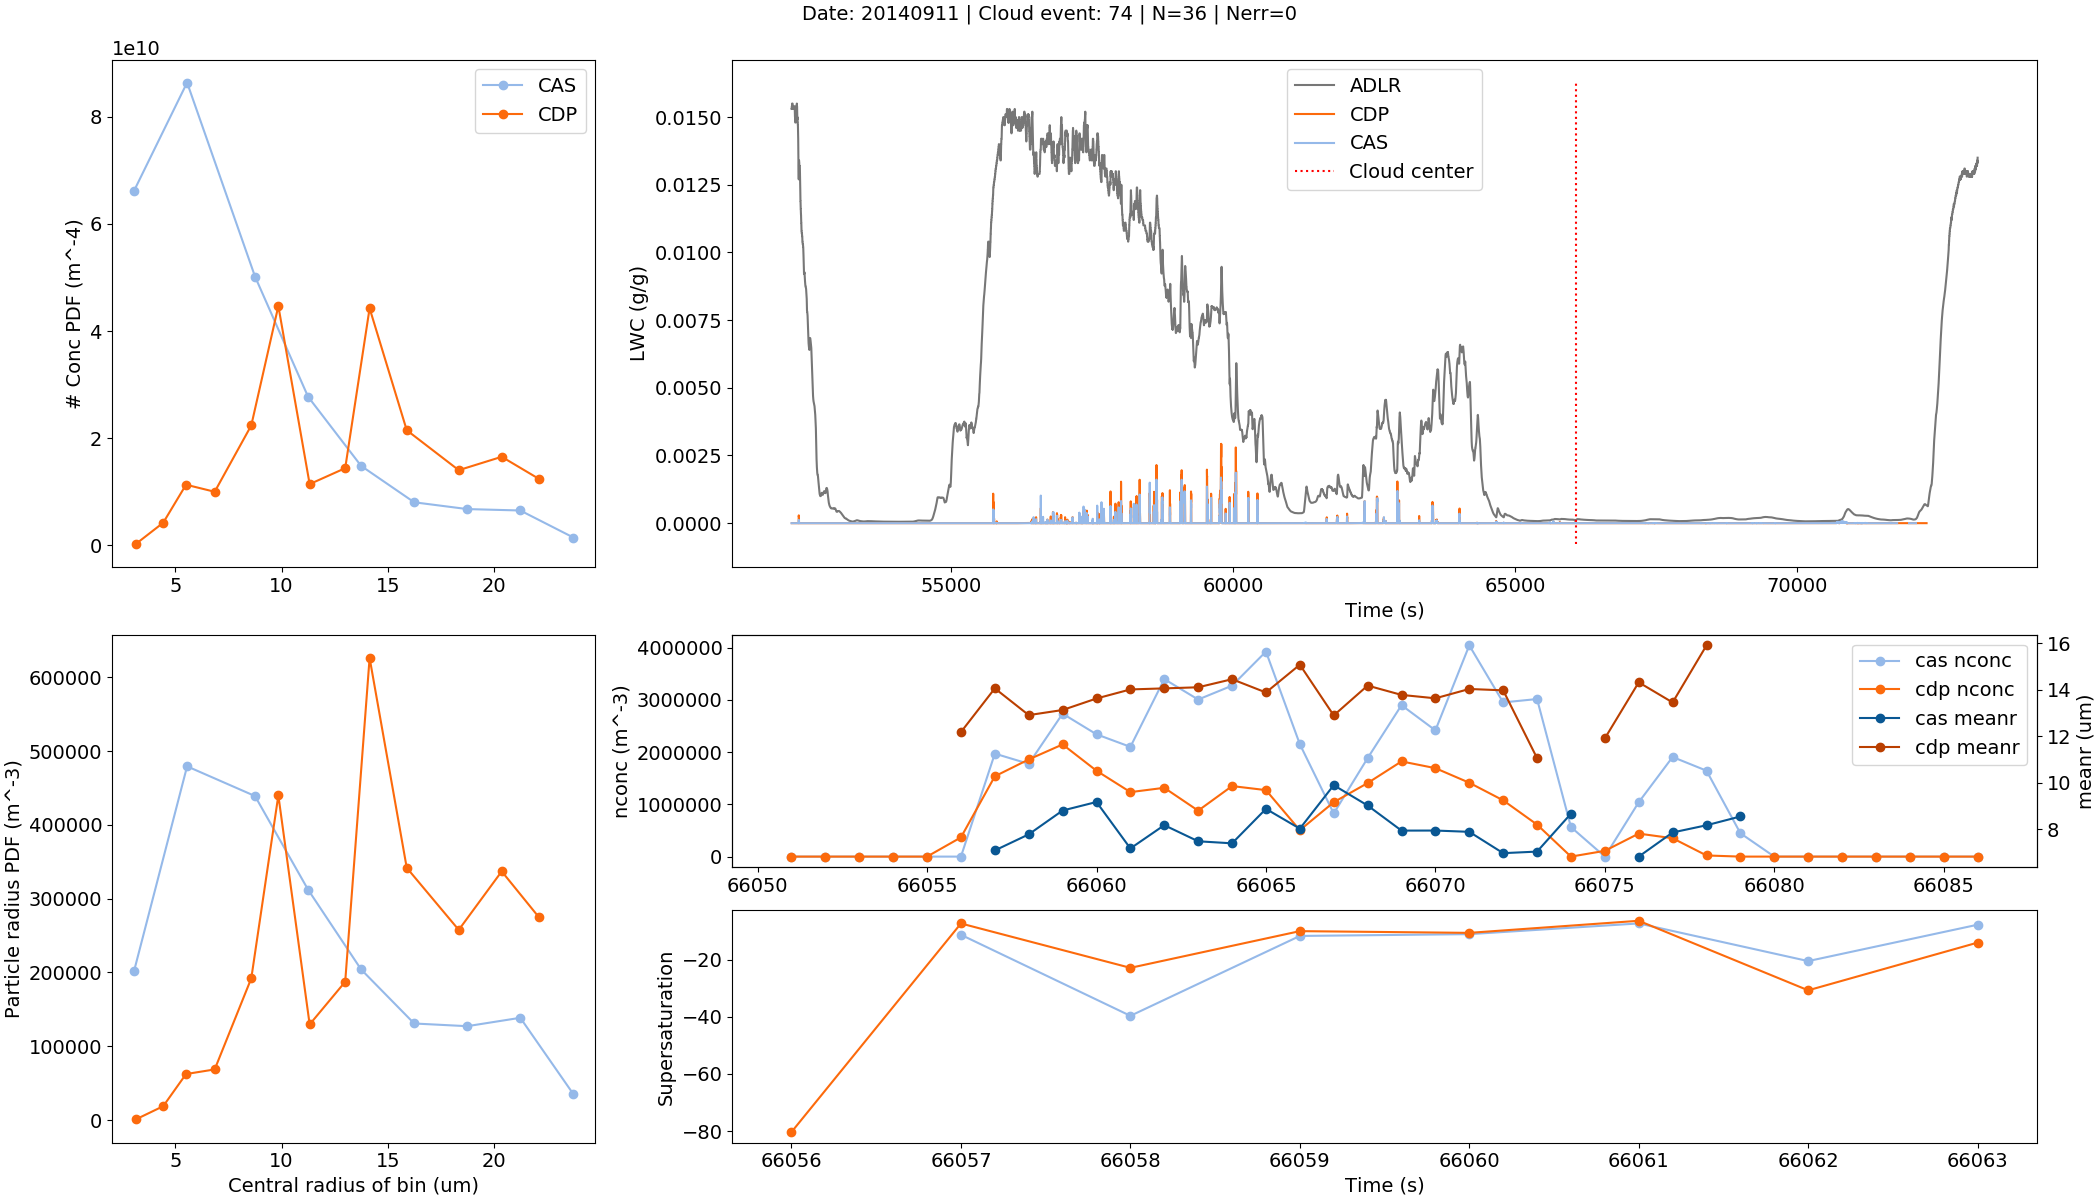 Date: 20140911 | Cloud event: 74 | N=36 | Nerr=0
1e10
# Conc PDF (m^-4)
8
6
4
2
0
5 10 15 20
CAS
CDP
LWC (g/g)
0.0150
0.0125
0.0100
0.0075
0.0050
0.0025
0.0000
55000 60000 65000 70000
Time (s)
ADLR
CDP
CAS
Cloud center
Particle radius PDF (m^-3)
600000
500000
400000
300000
200000
100000
0
5 10 15 20
Central radius of bin (um)
nconc (m^-3)
4000000
3000000
2000000
1000000
0
66050 66055 66060 66065 66070 66075 66080 66085
cas nconc
cdp nconc
cas meanr
cdp meanr
16
14
12
10
8
meanr (um)
Supersaturation
−20
−40
−60
−80
66056 66057 66058 66059 66060 66061 66062 66063
Time (s)